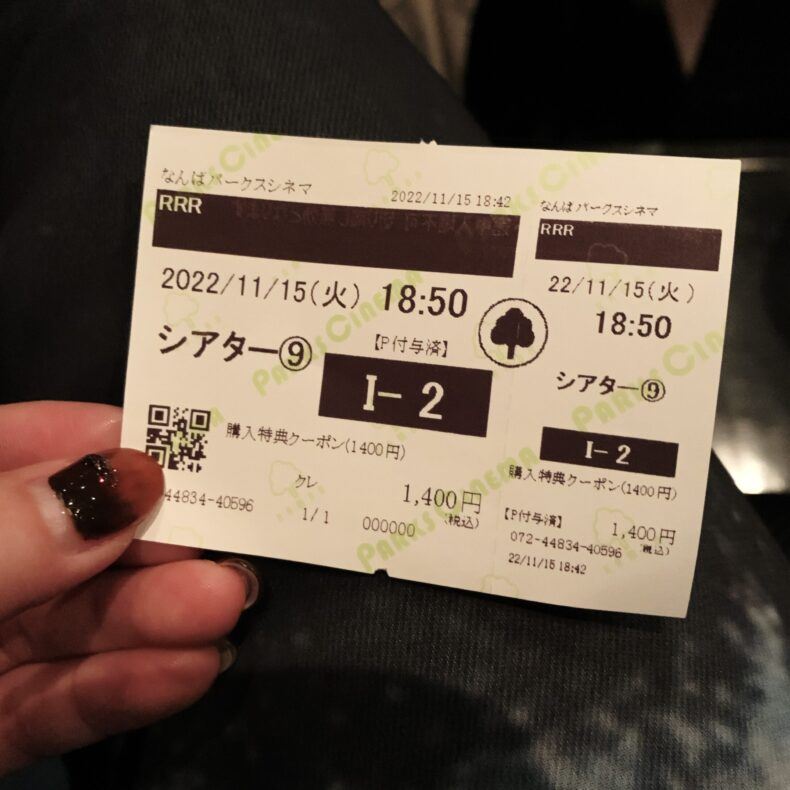 なんばパークスシネマ
2022/11/15 18:42
RRR
2022/11/15(火) 18:50
シアター⑨
【P付与済】
I- 2
購入特典クーポン(1400円)
クレ
1,400円
(税込)
44834-40596
1/1
000000
なんばパークスシネマ
RRR
22/11/15(火)
18:50
シアター⑨
I- 2
購入特典クーポン(1400円)
【P付与済】
1,400円
072-44834-40596
(税込)
22/11/15 18:42
PARKS CINEMA
PARKS CINEMA
PARKS CINEMA